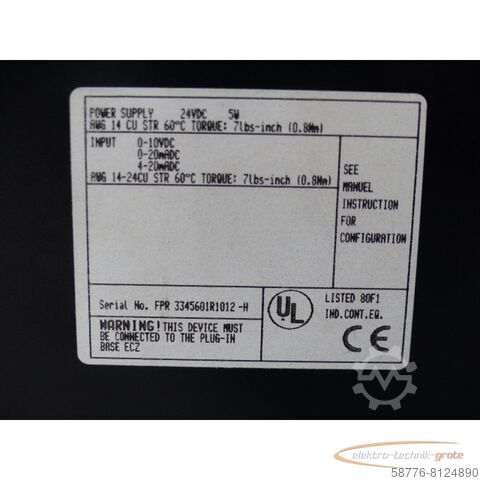 POWER SUPPLY 24VDC 5W
AWG 14 CU STR 60°C TORQUE: 7lbs-inch (0.8Nm)
INPUT 0-10VDC
0-20mADC
4-20mADC
AWG 14-24CU STR 60°C TORQUE: 7lbs-inch (0.8Nm)
SEE
MANUEL
INSTRUCTION
FOR
CONFIGURATION
Serial No. FPR 3345601R1012-H
WARNING! THIS DEVICE MUST
BE CONNECTED TO THE PLUG-IN
BASE ECZ
UL
LISTED 80F1
IND.CONT.EQ.
CE
elektro-technik-grote
58776-8124890